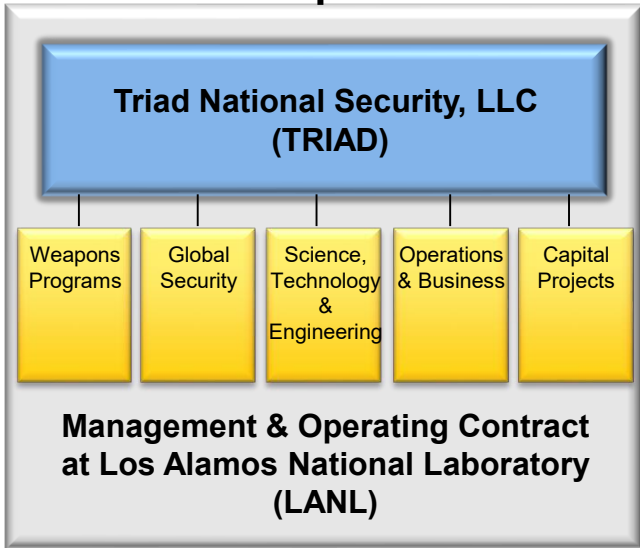 Triad National Security, LLC
(TRIAD)
Weapons
Programs
Global
Security
Science,
Technology
&
Engineering
Operations
& Business
Capital
Projects
Management & Operating Contract
at Los Alamos National Laboratory
(LANL)